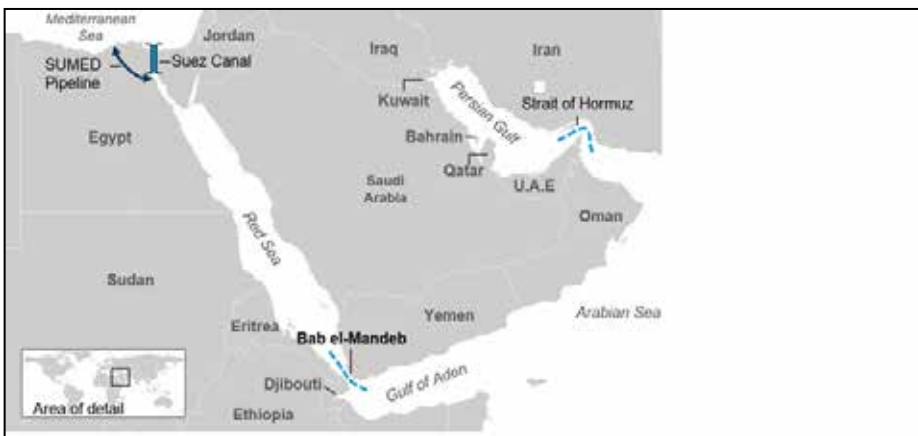 Mediterranean
Sea
Jordan
Iraq
Iran
SUMED
Pipeline
Suez Canal
Kuwait
Persian Gulf
Strait of Hormuz
Egypt
Bahrain
Qatar
U.A.E
Saudi
Arabia
Oman
Red Sea
Sudan
Yemen
Arabian Sea
Eritrea
Bab el-Mandeb
Gulf of Aden
Djibouti
Area of detail
Ethiopia